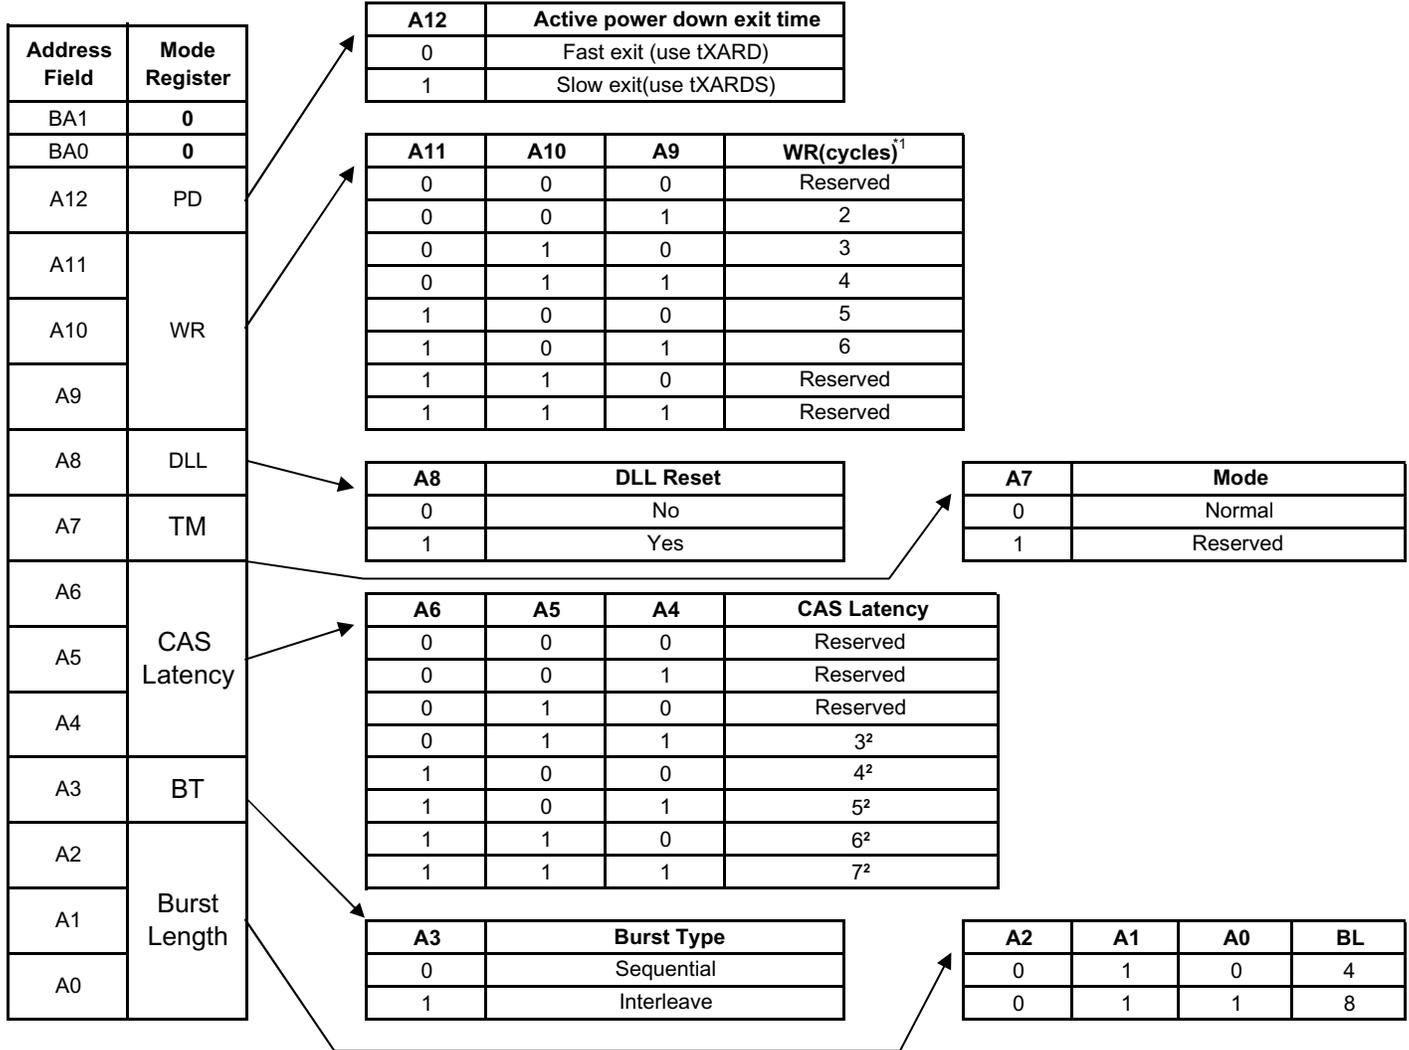 Address Field Mode Register
BA1 0
BA0 0
A12 PD
A11
A10 WR
A9
A8 DLL
A7 TM
A6
A5 CAS Latency
A4
A3 BT
A2
A1 Burst Length
A0
A12 Active power down exit time
0 Fast exit (use tXARD)
1 Slow exit(use tXARDS)
A11 A10 A9 WR(cycles)*1
0 0 0 Reserved
0 0 1 2
0 1 0 3
0 1 1 4
1 0 0 5
1 0 1 6
1 1 0 Reserved
1 1 1 Reserved
A8 DLL Reset
0 No
1 Yes
A7 Mode
0 Normal
1 Reserved
A6 A5 A4 CAS Latency
0 0 0 Reserved
0 0 1 Reserved
0 1 0 Reserved
0 1 1 3²
1 0 0 4²
1 0 1 5²
1 1 0 6²
1 1 1 7²
A3 Burst Type
0 Sequential
1 Interleave
A2 A1 A0 BL
0 1 0 4
0 1 1 8